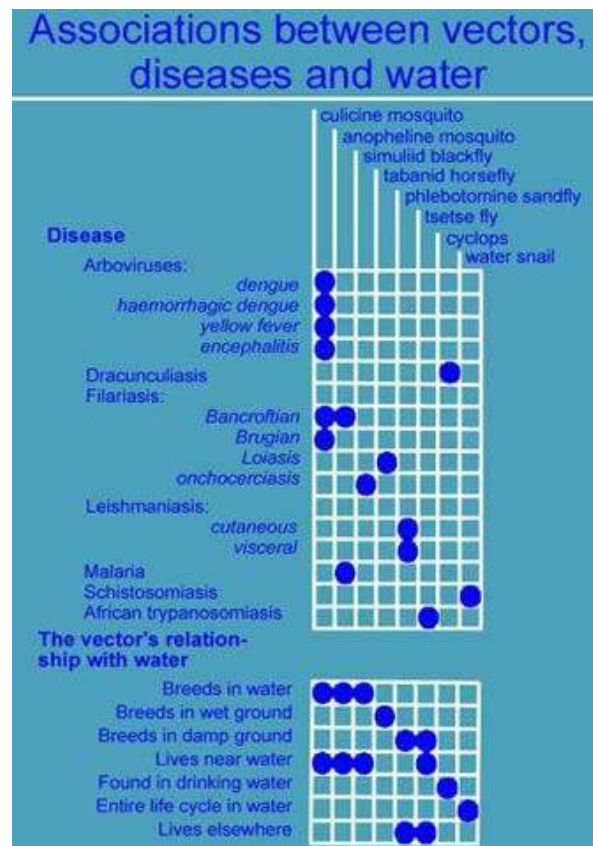 Associations between vectors,
diseases and water
culicine mosquito
anopheline mosquito
simuliid blackfly
tabanid horsefly
phlebotomine sandfly
tsetse fly
cyclops
water snail
Disease
Arboviruses:
dengue
haemorrhagic dengue
yellow fever
encephalitis
Dracunculiasis
Filariasis:
Bancroftian
Brugian
Loiasis
onchocerciasis
Leishmaniasis:
cutaneous
visceral
Malaria
Schistosomiasis
African trypanosomiasis
The vector's relation-
ship with water
Breeds in water
Breeds in wet ground
Breeds in damp ground
Lives near water
Found in drinking water
Entire life cycle in water
Lives elsewhere